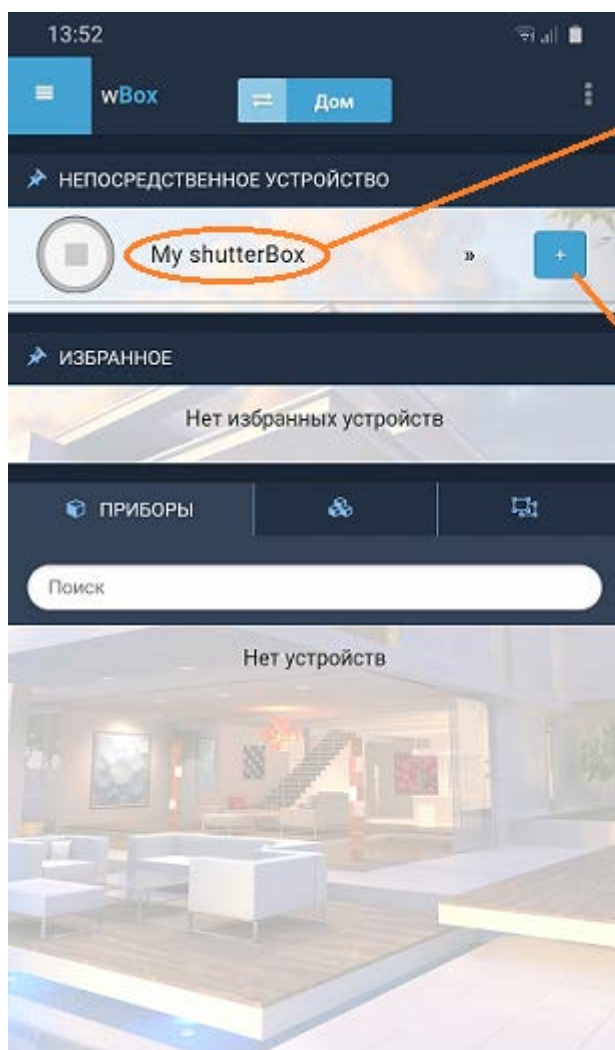 13:52
wBox
Дом
НЕПОСРЕДСТВЕННОЕ УСТРОЙСТВО
My shutterBox
»
+
ИЗБРАННОЕ
Нет избранных устройств
ПРИБОРЫ
Поиск
Нет устройств